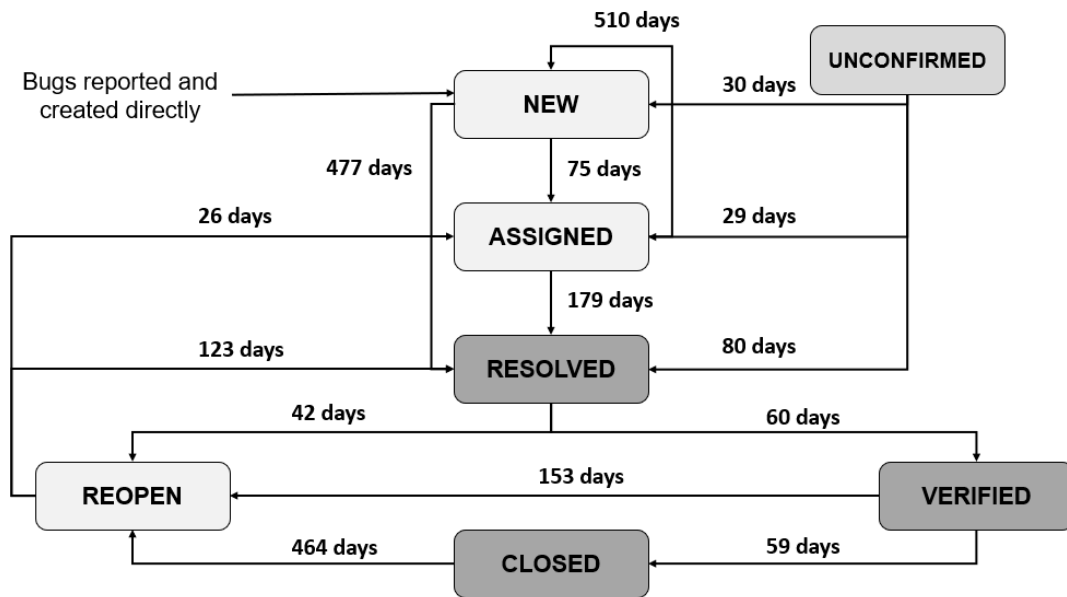 510 days
UNCONFIRMED
Bugs reported and
created directly
30 days
NEW
477 days
75 days
26 days
29 days
ASSIGNED
179 days
123 days
80 days
RESOLVED
42 days
60 days
153 days
REOPEN
VERIFIED
464 days
59 days
CLOSED